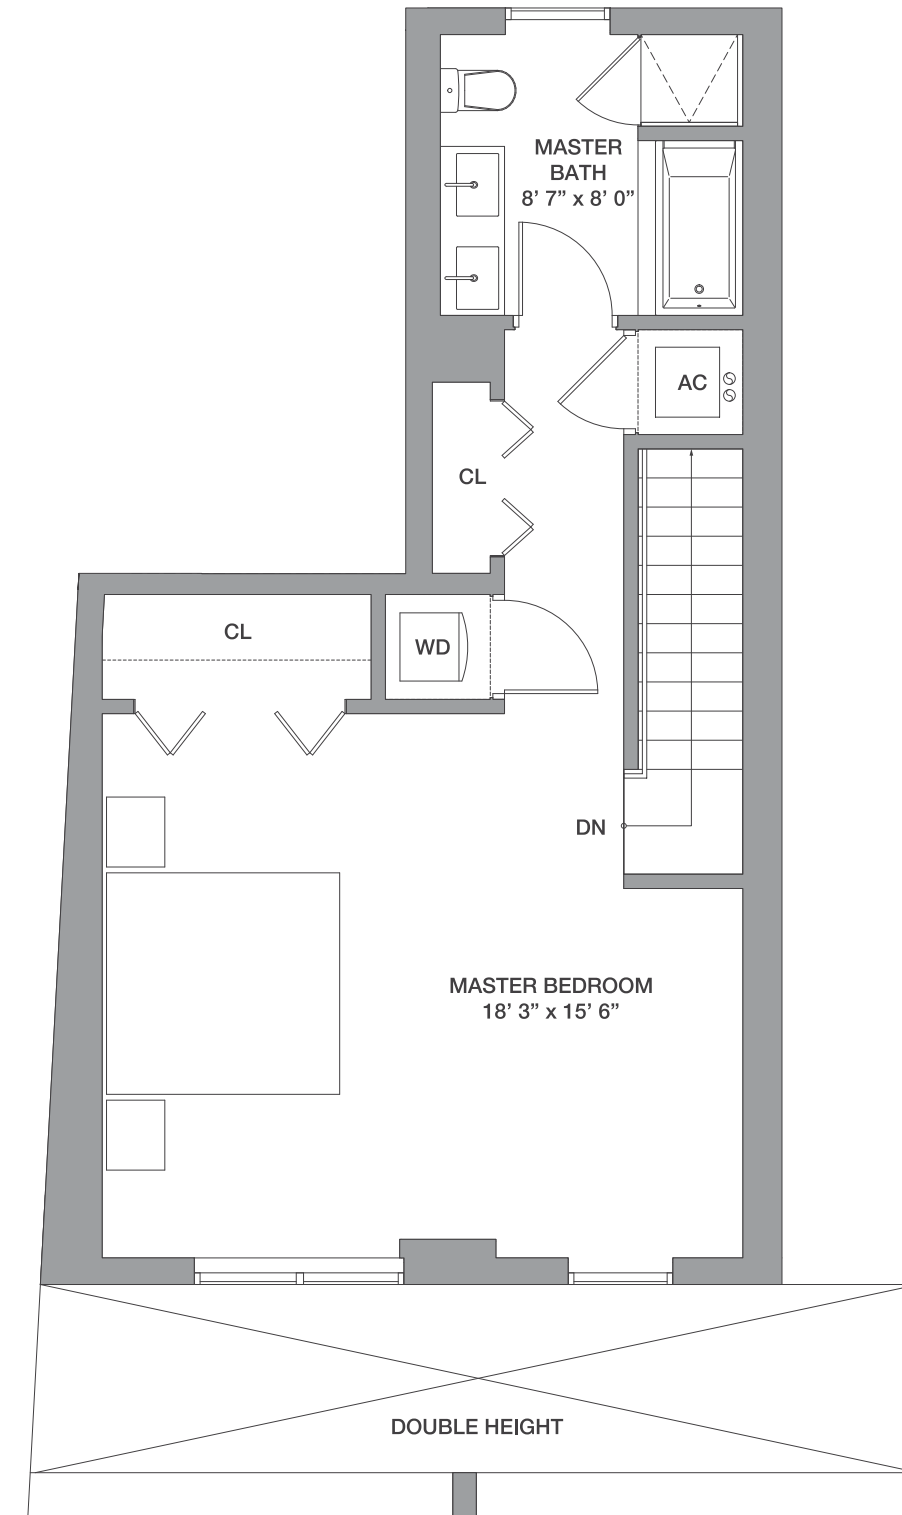 MASTER
BATH
8’ 7” x 8’ 0”
AC
CL
CL
WD
DN
MASTER BEDROOM
18’ 3” x 15’ 6”
DOUBLE HEIGHT